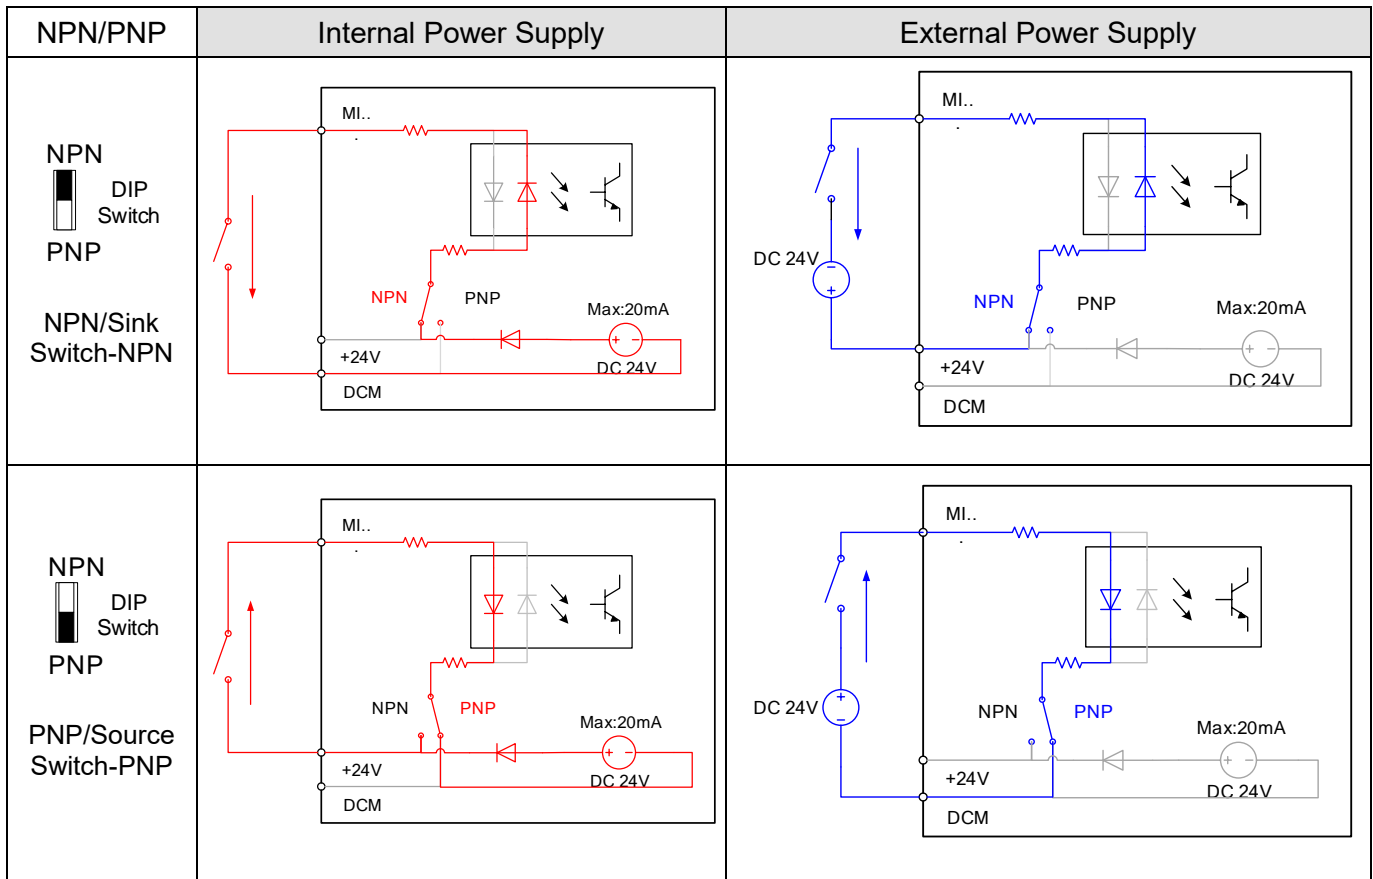 NPN/PNP
Internal Power Supply
External Power Supply
NPN
DIP
Switch
PNP
NPN/Sink
Switch-NPN
MI..
.
NPN
PNP
Max:20mA
+ -
+24V
DC 24V
DCM
MI..
.
DC 24V
-
+
NPN
PNP
Max:20mA
+ -
+24V
DC 24V
DCM
NPN
DIP
Switch
PNP
PNP/Source
Switch-PNP
MI..
.
NPN
PNP
Max:20mA
+ -
+24V
DC 24V
DCM
MI..
.
DC 24V
+
-
NPN
PNP
Max:20mA
+ -
+24V
DC 24V
DCM